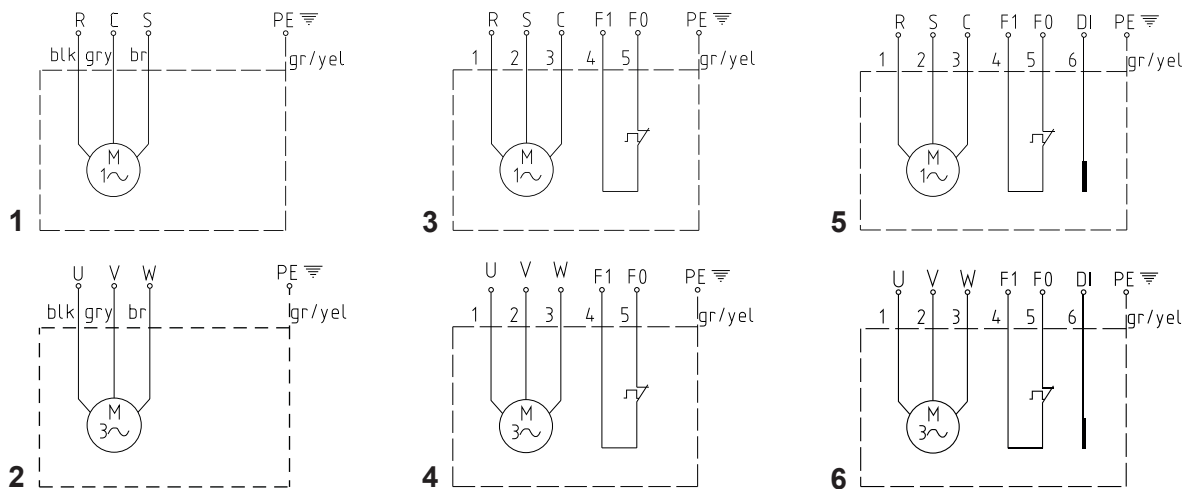 R C S PE
blk gry br gr/yel
M
1~
1
R S C F1 F0 PE
1 2 3 4 5 gr/yel
M
1~
3
R S C F1 F0 DI PE
1 2 3 4 5 6 gr/yel
M
1~
5
U V W PE
blk gry br gr/yel
M
3~
2
U V W F1 F0 PE
1 2 3 4 5 gr/yel
M
3~
4
U V W F1 F0 DI PE
1 2 3 4 5 6 gr/yel
M
3~
6